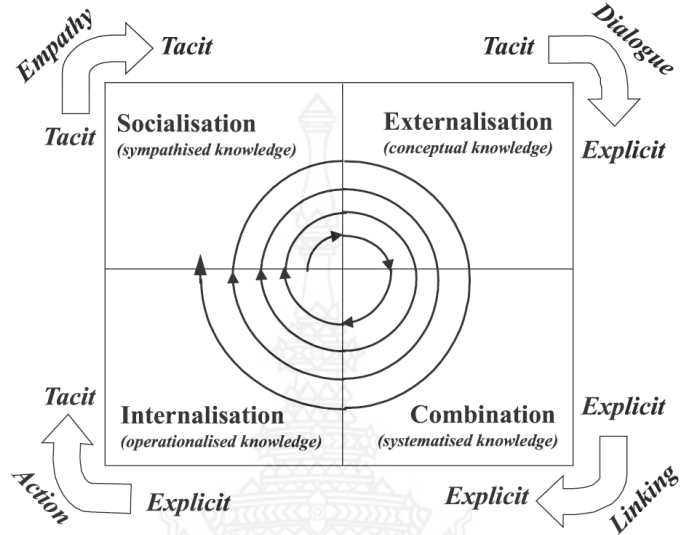 Empathy
Tacit
Tacit
Dialogue
Tacit
Explicit
Socialisation
(sympathised knowledge)
Externalisation
(conceptual knowledge)
Internalisation
(operationalised knowledge)
Combination
(systematised knowledge)
Tacit
Action
Explicit
Explicit
Explicit
Linking